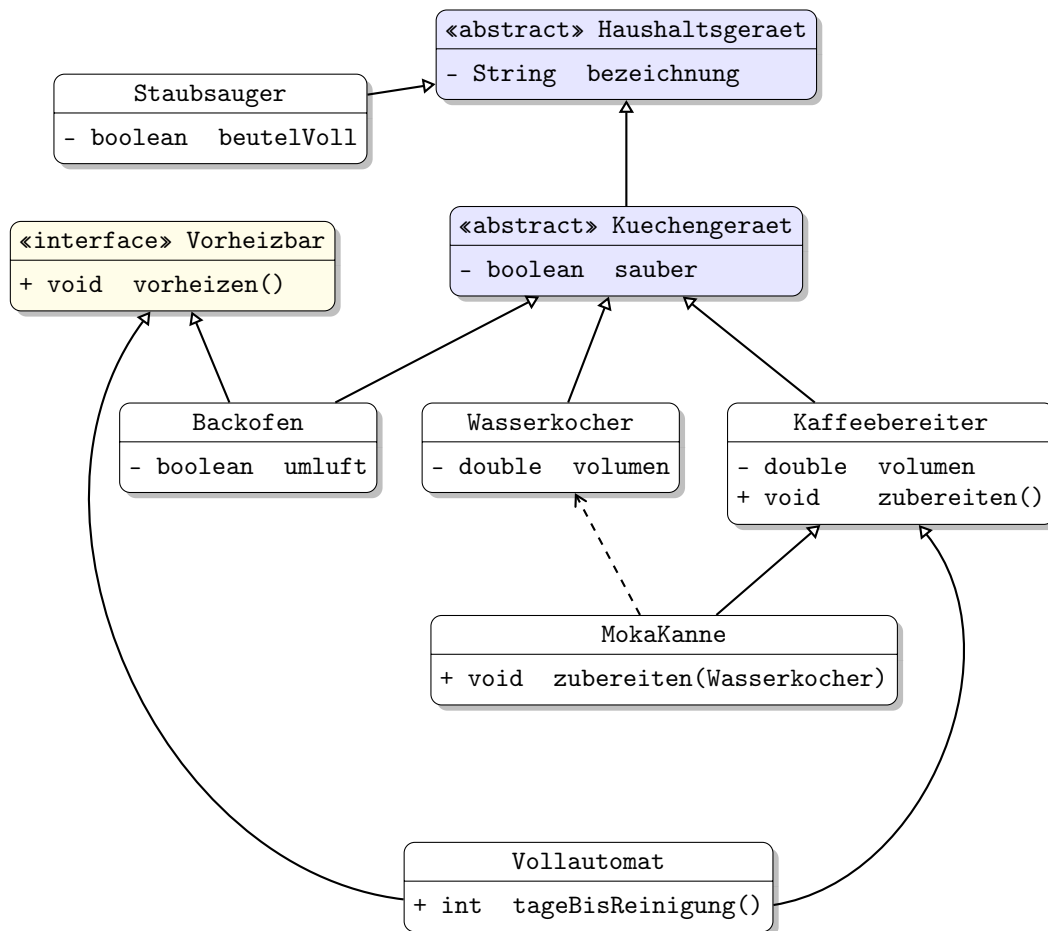 «abstract» Haushaltsgeraet
- String bezeichnung
Staubsauger
- boolean beutelVoll
«interface» Vorheizbar
+ void vorheizen()
«abstract» Kuechengeraet
- boolean sauber
Backofen
- boolean umluft
Wasserkocher
- double volumen
Kaffeebereiter
- double volumen
+ void zubereiten()
MokaKanne
+ void zubereiten(Wasserkocher)
Vollautomat
+ int tageBisReinigung()